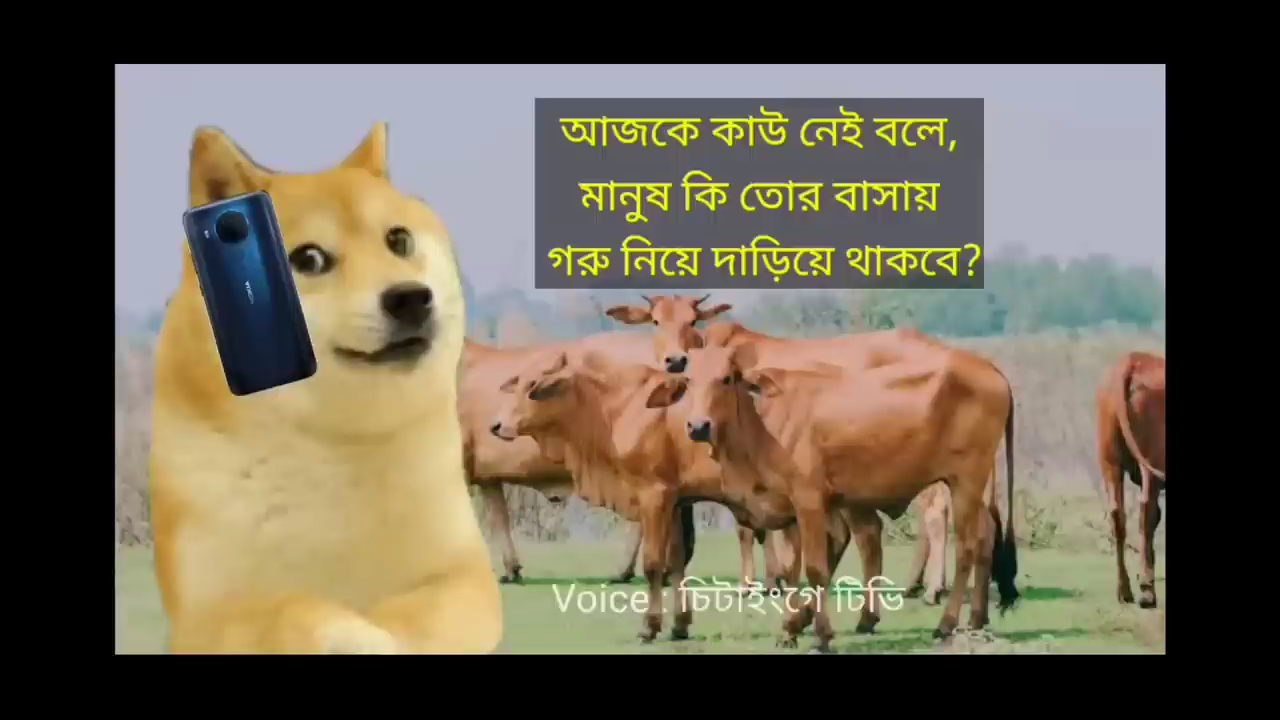 আজকে কাউ নেই বলে,
মানুষ কি তোর বাসায়
গরু নিয়ে দাড়িয়ে থাকবে?
Voice : চিটাইংগে টিভি